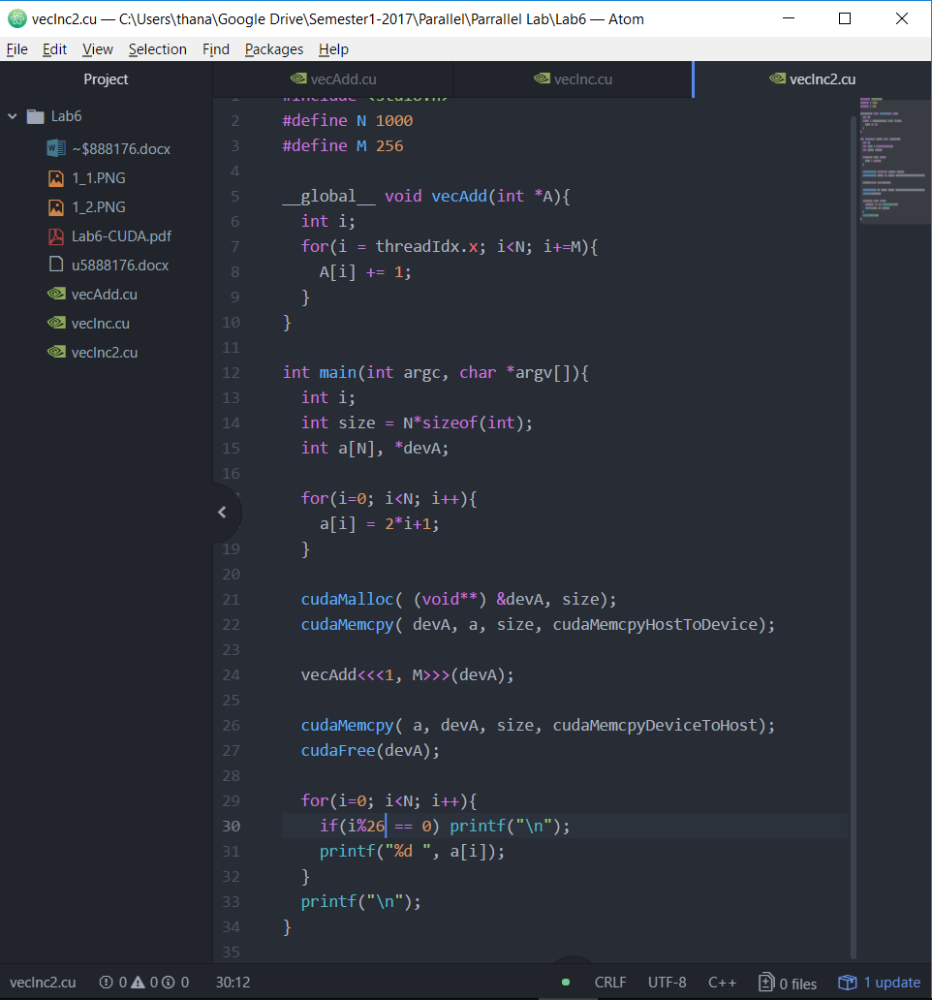 vecInc2.cu — C:\Users\thana\Google Drive\Semester1-2017\Parallel\Parrallel Lab\Lab6 — Atom
File Edit View Selection Find Packages Help
Project
vecAdd.cu vecInc.cu vecInc2.cu
Lab6
~$888176.docx
1_1.PNG
1_2.PNG
Lab6-CUDA.pdf
u5888176.docx
vecAdd.cu
vecInc.cu
vecInc2.cu
1 #include <stdio.h>
2 #define N 1000
3 #define M 256
4
5 __global__ void vecAdd(int *A){
6 int i;
7 for(i = threadIdx.x; i<N; i+=M){
8 A[i] += 1;
9 }
10 }
11
12 int main(int argc, char *argv[]){
13 int i;
14 int size = N*sizeof(int);
15 int a[N], *devA;
16
for(i=0; i<N; i++){
a[i] = 2*i+1;
19 }
20
21 cudaMalloc( (void**) &devA, size);
22 cudaMemcpy( devA, a, size, cudaMemcpyHostToDevice);
23
24 vecAdd<<<1, M>>>(devA);
25
26 cudaMemcpy( a, devA, size, cudaMemcpyDeviceToHost);
27 cudaFree(devA);
28
29 for(i=0; i<N; i++){
30 if(i%26 == 0) printf("\n");
31 printf("%d ", a[i]);
32 }
33 printf("\n");
34 }
35
vecInc2.cu 0 0 0 30:12 CRLF UTF-8 C++ 0 files 1 update